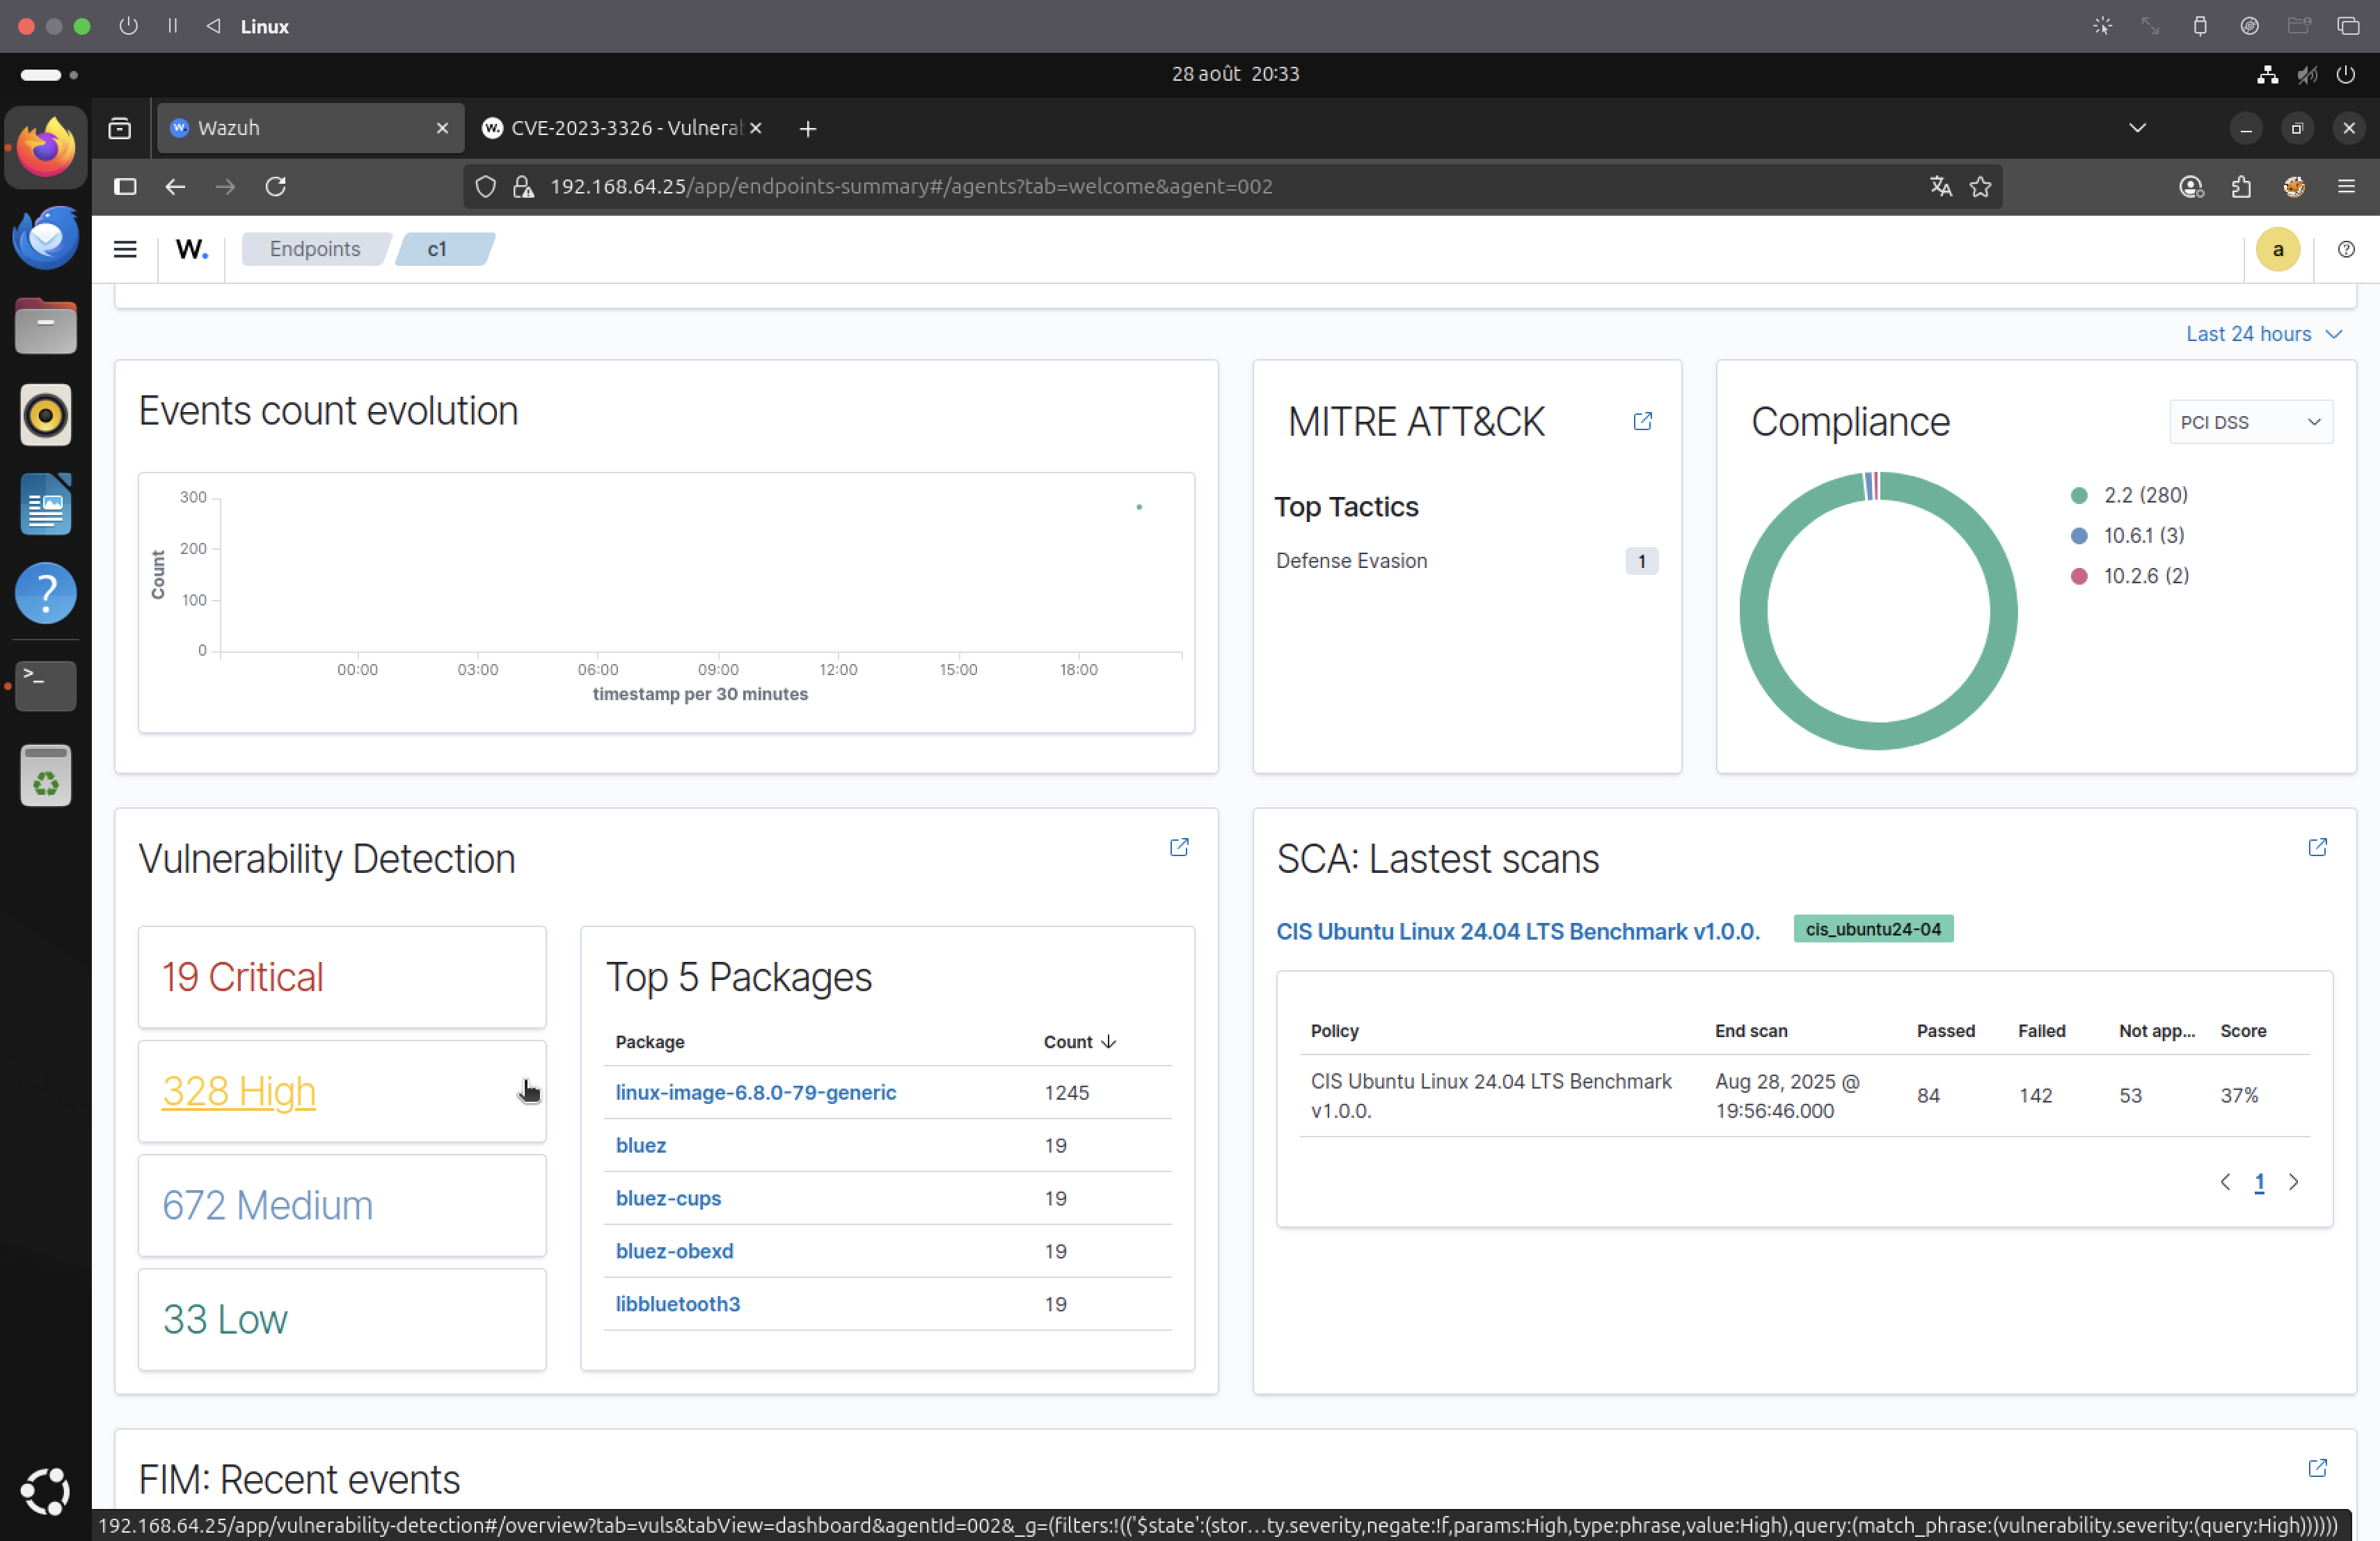 Linux
28 août 20:33
Wazuh
CVE-2023-3326 - Vulnera
192.168.64.25/app/endpoints-summary#/agents?tab=welcome&agent=002
W.
Endpoints
c1
a
Last 24 hours
Events count evolution
300
200
100
0
Count
00:00
03:00
06:00
09:00
12:00
15:00
18:00
timestamp per 30 minutes
MITRE ATT&CK
Top Tactics
Defense Evasion 1
Compliance
PCI DSS
2.2 (280)
10.6.1 (3)
10.2.6 (2)
Vulnerability Detection
19 Critical
328 High
672 Medium
33 Low
Top 5 Packages
Package Count
linux-image-6.8.0-79-generic 1245
bluez 19
bluez-cups 19
bluez-obexd 19
libbluetooth3 19
SCA: Lastest scans
CIS Ubuntu Linux 24.04 LTS Benchmark v1.0.0. cis_ubuntu24-04
Policy End scan Passed Failed Not app... Score
CIS Ubuntu Linux 24.04 LTS Benchmark v1.0.0. Aug 28, 2025 @ 19:56:46.000 84 142 53 37%
1
FIM: Recent events
192.168.64.25/app/vulnerability-detection#/overview?tab=vuls&tabView=dashboard&agentId=002&_g=(filters:!(('$state':(stor…ty.severity,negate:!f,params:High,type:phrase,value:High),query:(match_phrase:(vulnerability.severity:(query:High))))))